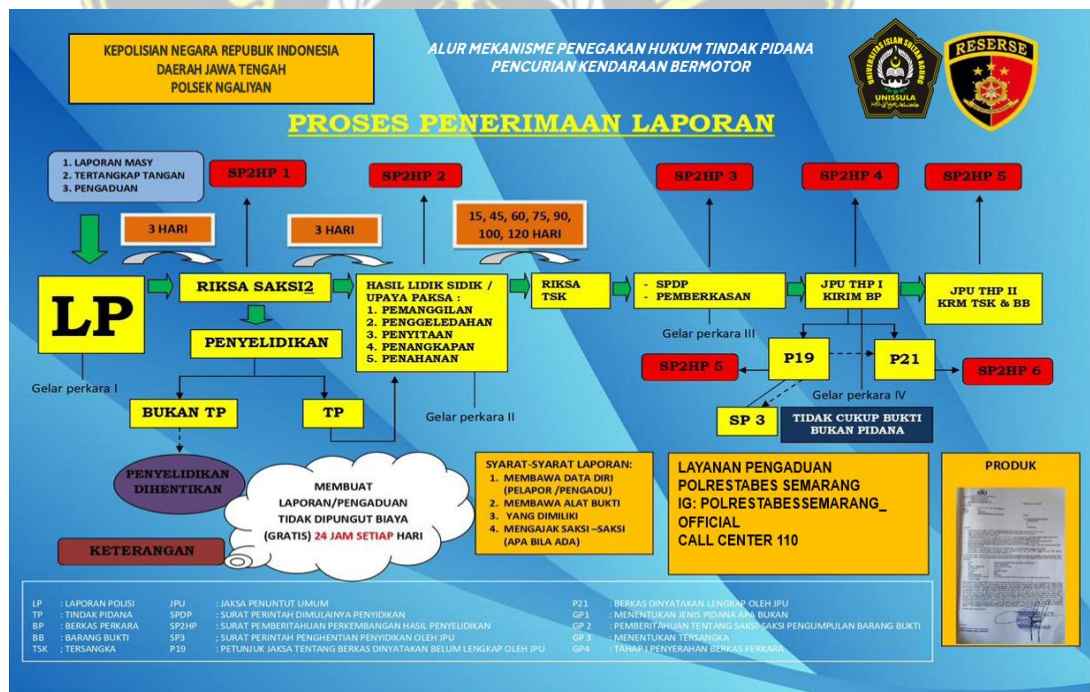 KEPOLISIAN NEGARA REPUBLIK INDONESIA
DAERAH JAWA TENGAH
POLSEK NGALIYAN
ALUR MEKANISME PENEGAKAN HUKUM TINDAK PIDANA
PENCURIAN KENDARAAN BERMOTOR
UNIVERSITAS ISLAM SULTAN AGUNG
UNISSULA
RESERSE
PROSES PENERIMAAN LAPORAN
1. LAPORAN MASY
2. TERTANGKAP TANGAN
3. PENGADUAN
SP2HP 1
SP2HP 2
SP2HP 3
SP2HP 4
SP2HP 5
3 HARI
3 HARI
15, 45, 60, 75, 90,
100, 120 HARI
LP
RIKSA SAKSI2
HASIL LIDIK SIDIK /
UPAYA PAKSA :
1. PEMANGGILAN
2. PENGGELEDAHAN
3. PENYITAAN
4. PENANGKAPAN
5. PENAHANAN
RIKSA
TSK
- SPDP
- PEMBERKASAN
JPU THP I
KIRIM BP
JPU THP II
KRM TSK & BB
PENYELIDIKAN
Gelar perkara III
P19
P21
SP2HP 5
SP2HP 6
Gelar perkara I
Gelar perkara IV
BUKAN TP
TP
Gelar perkara II
SP 3
TIDAK CUKUP BUKTI
BUKAN PIDANA
PENYELIDIKAN
DIHENTIKAN
MEMBUAT
LAPORAN/PENGADUAN
TIDAK DIPUNGUT BIAYA
(GRATIS) 24 JAM SETIAP HARI
SYARAT-SYARAT LAPORAN:
1. MEMBAWA DATA DIRI
(PELAPOR /PENGADU)
2. MEMBAWA ALAT BUKTI
3. YANG DIMILIKI
4. MENGAJAK SAKSI –SAKSI
(APA BILA ADA)
LAYANAN PENGADUAN
POLRESTABES SEMARANG
IG: POLRESTABESSEMARANG_
OFFICIAL
CALL CENTER 110
PRODUK
KETERANGAN
LP : LAPORAN POLISI
TP : TINDAK PIDANA
BP : BERKAS PERKARA
BB : BARANG BUKTI
TSK ; TERSANGKA
JPU : JAKSA PENUNTUT UMUM
SPDP : SURAT PERINTAH DIMULAINYA PENYIDIKAN
SP2HP : SURAT PEMBERITAHUAN PERKEMBANGAN HASIL PENYELIDIKAN
SP3 ; SURAT PERINTAH PENGHENTIAN PENYIDIKAN OLEH JPU
P19 : PETUNJUK JAKSA TENTANG BERKAS DINYATAKAN BELUM LENGKAP OLEH JPU
P21 : BERKAS DINYATAKAN LENGKAP OLEH JPU
GP1 : MENENTUKAN JENIS PIDANA APA BUKAN
GP 2 : PEMBERITAHUAN TENTANG SAKSI-SAKSI PENGUMPULAN BARANG BUKTI
GP 3 : MENENTUKAN TERSANGKA
GP4 : TAHAP I PENYERAHAN BERKAS PERKARA